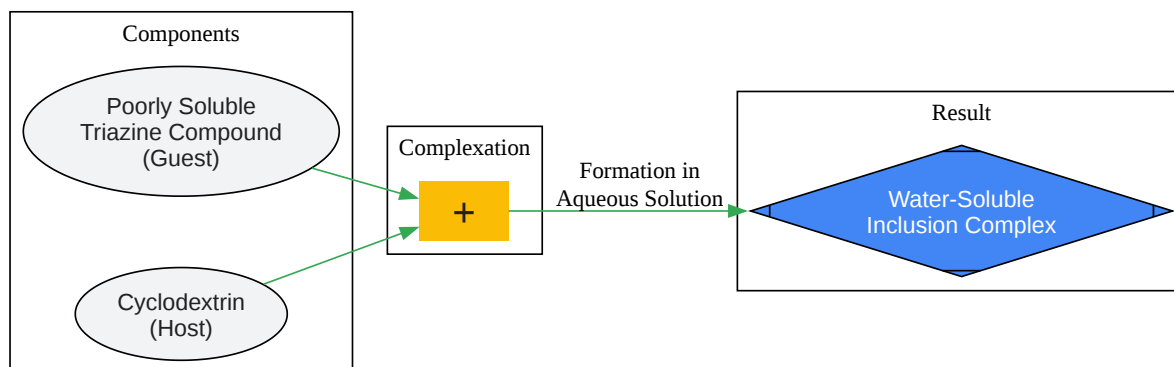 Components
Poorly Soluble
Triazine Compound
(Guest)
Cyclodextrin
(Host)
Complexation
+
Formation in
Aqueous Solution
Result
Water-Soluble
Inclusion Complex